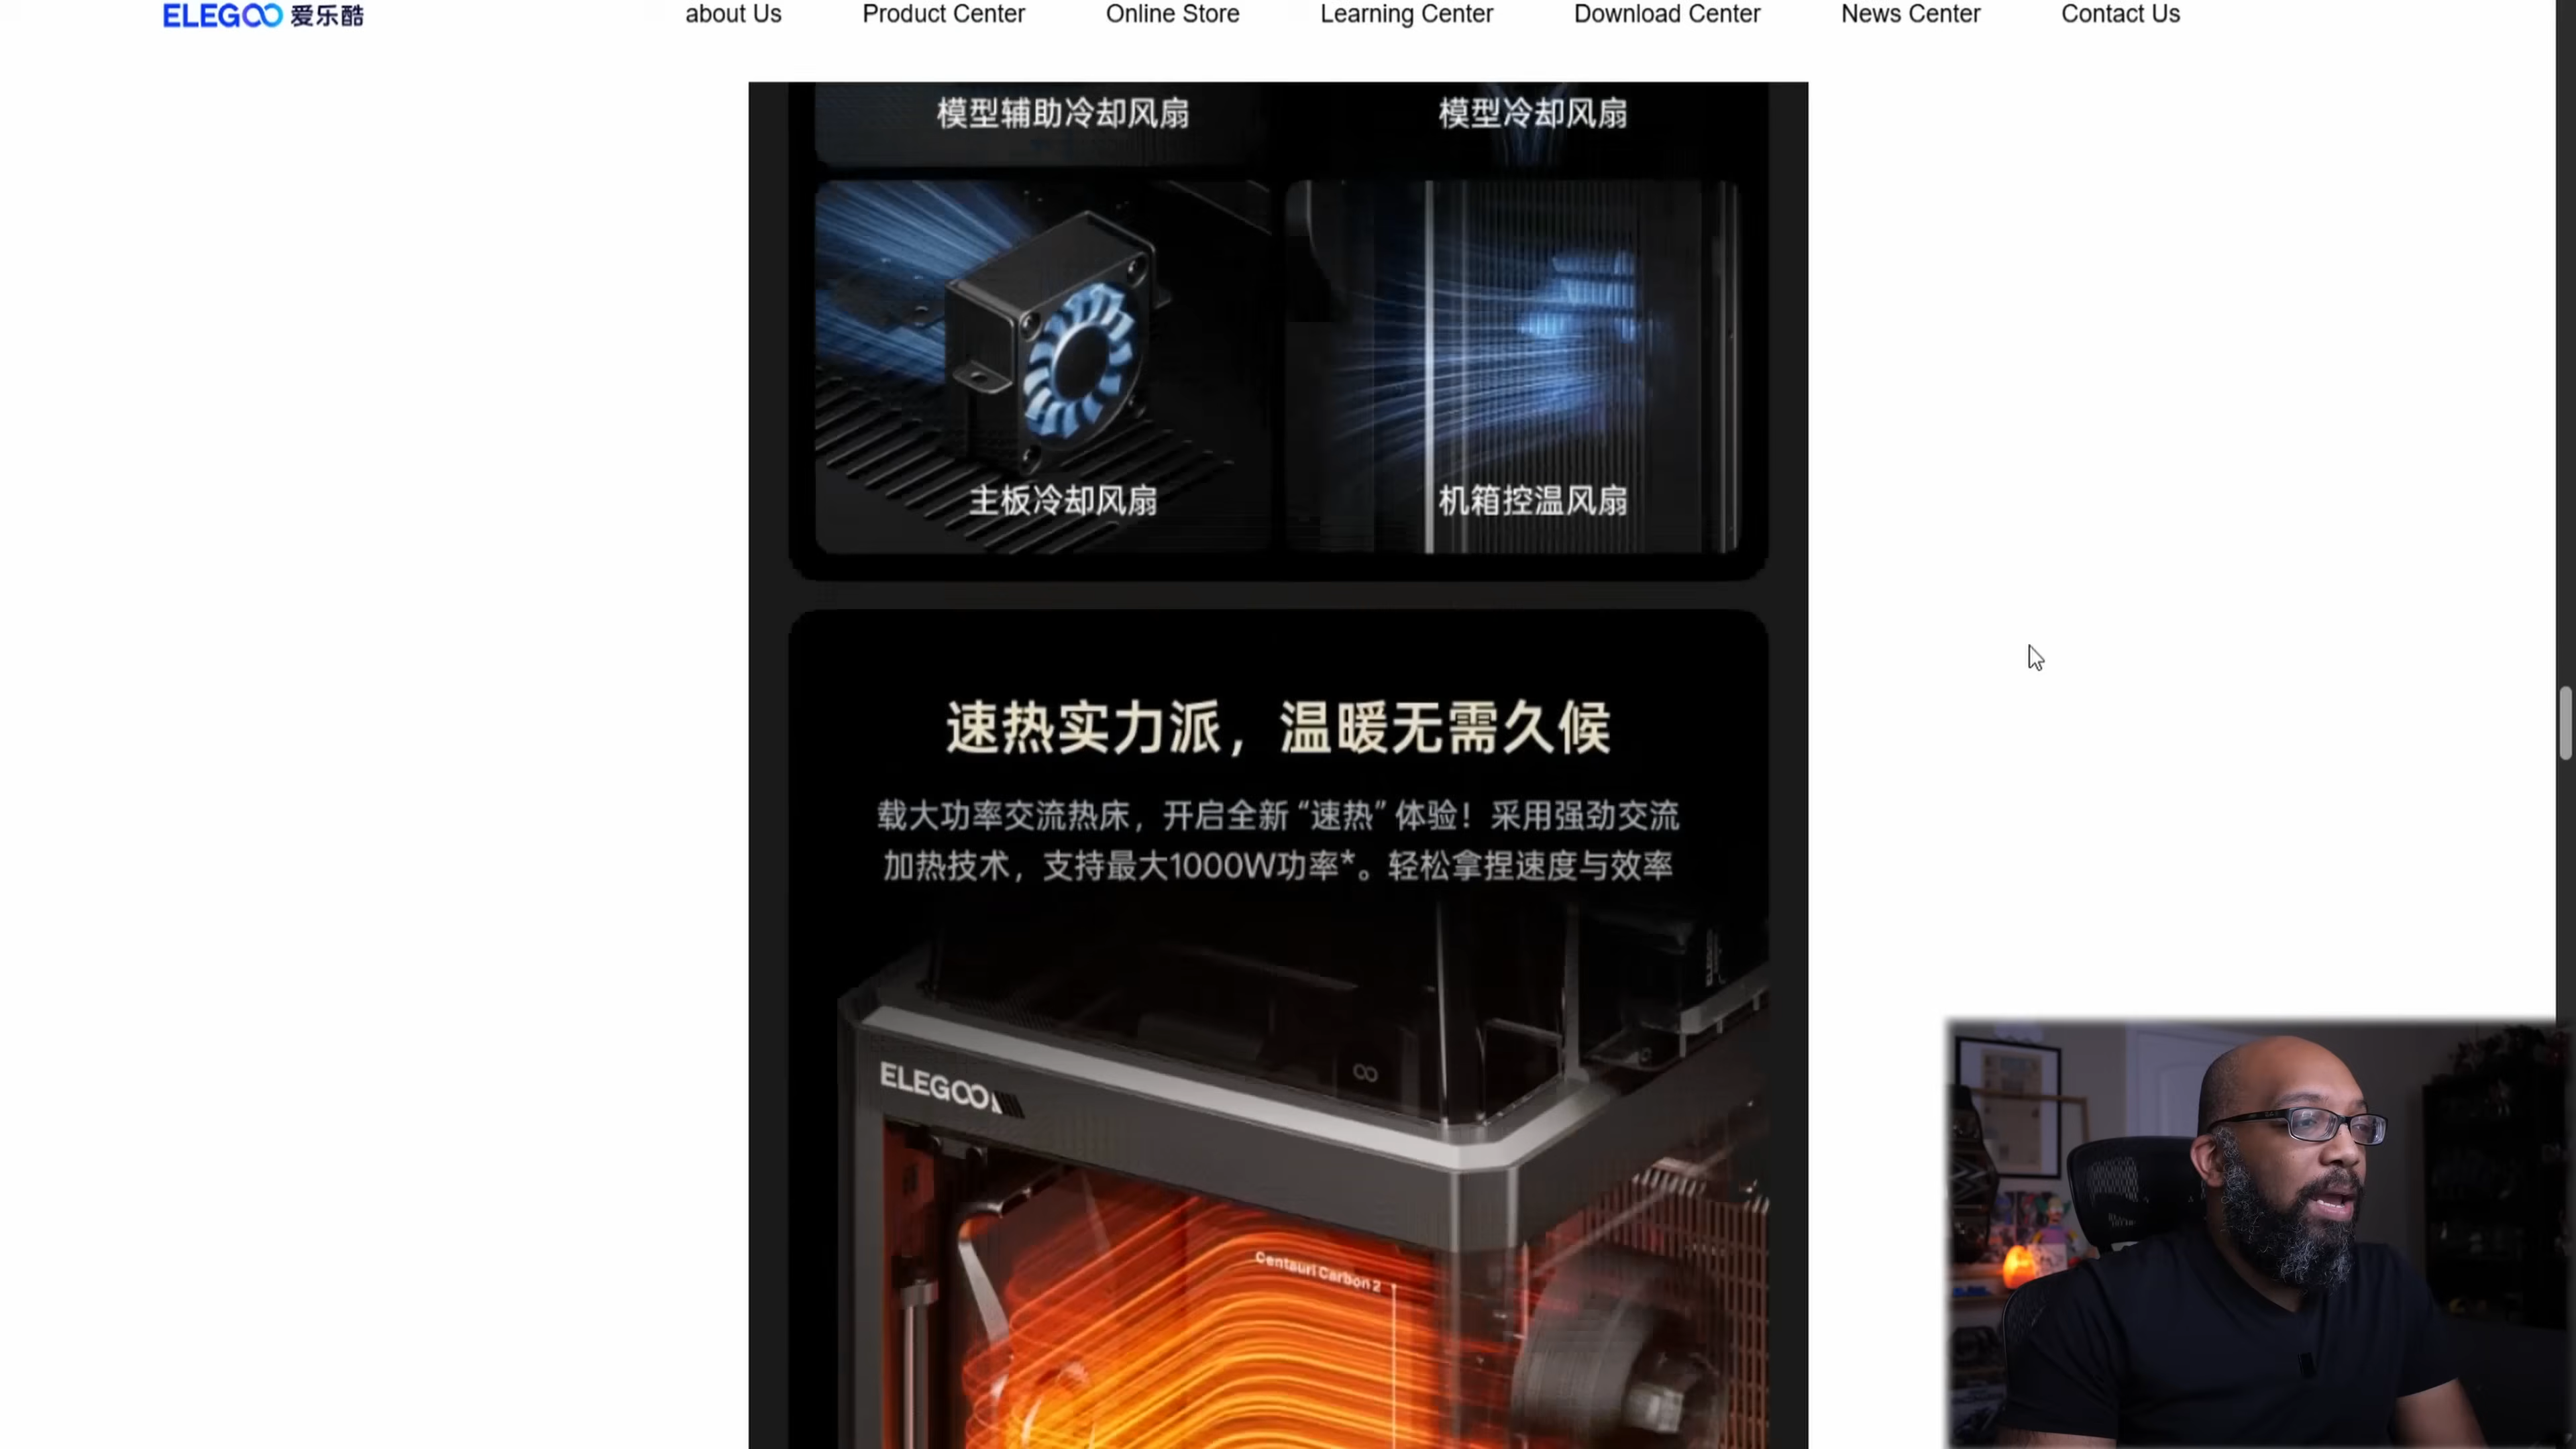 ELEGOO 爱乐酷
about Us
Product Center
Online Store
Learning Center
Download Center
News Center
Contact Us
模型辅助冷却风扇
模型冷却风扇
主板冷却风扇
机箱控温风扇
速热实力派，温暖无需久候
载大功率交流热床，开启全新“速热”体验！采用强劲交流
加热技术，支持最大1000W功率*。轻松拿捏速度与效率
ELEGOO
Centauri Carbon 2